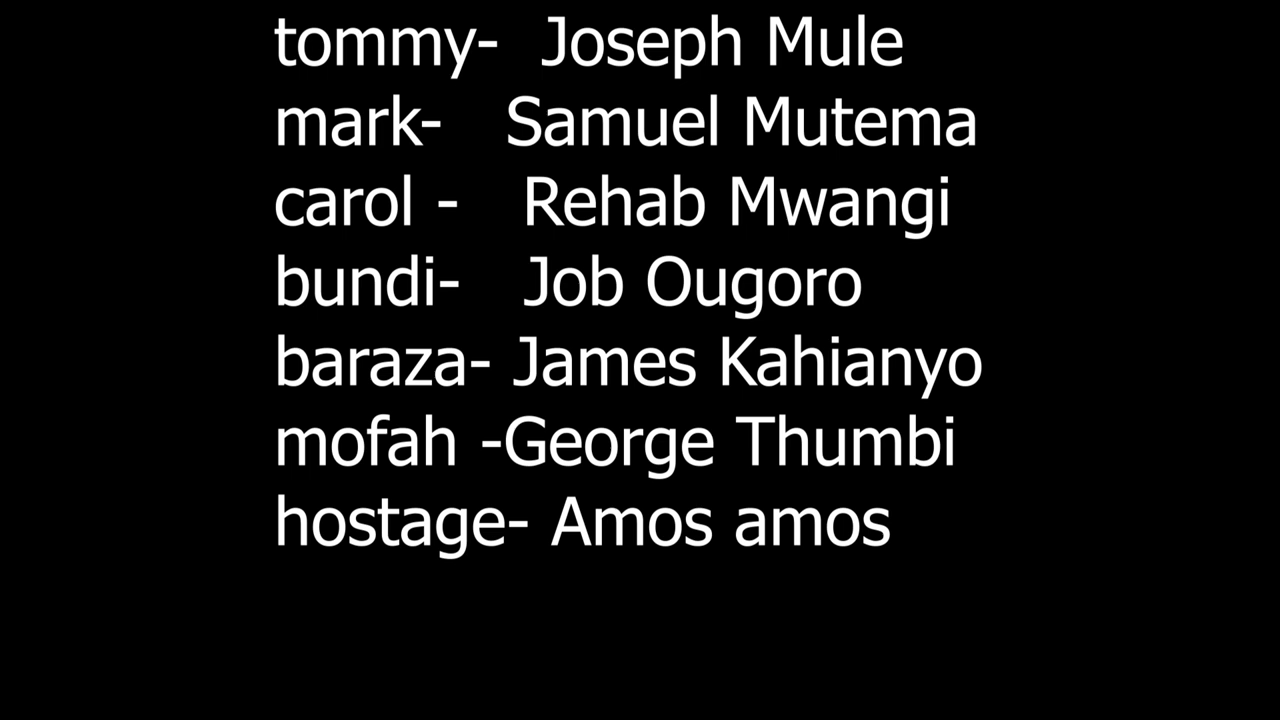 tommy-  Joseph Mule
mark-   Samuel Mutema
carol -   Rehab Mwangi
bundi-   Job Ougoro
baraza- James Kahianyo
mofah -George Thumbi
hostage- Amos amos